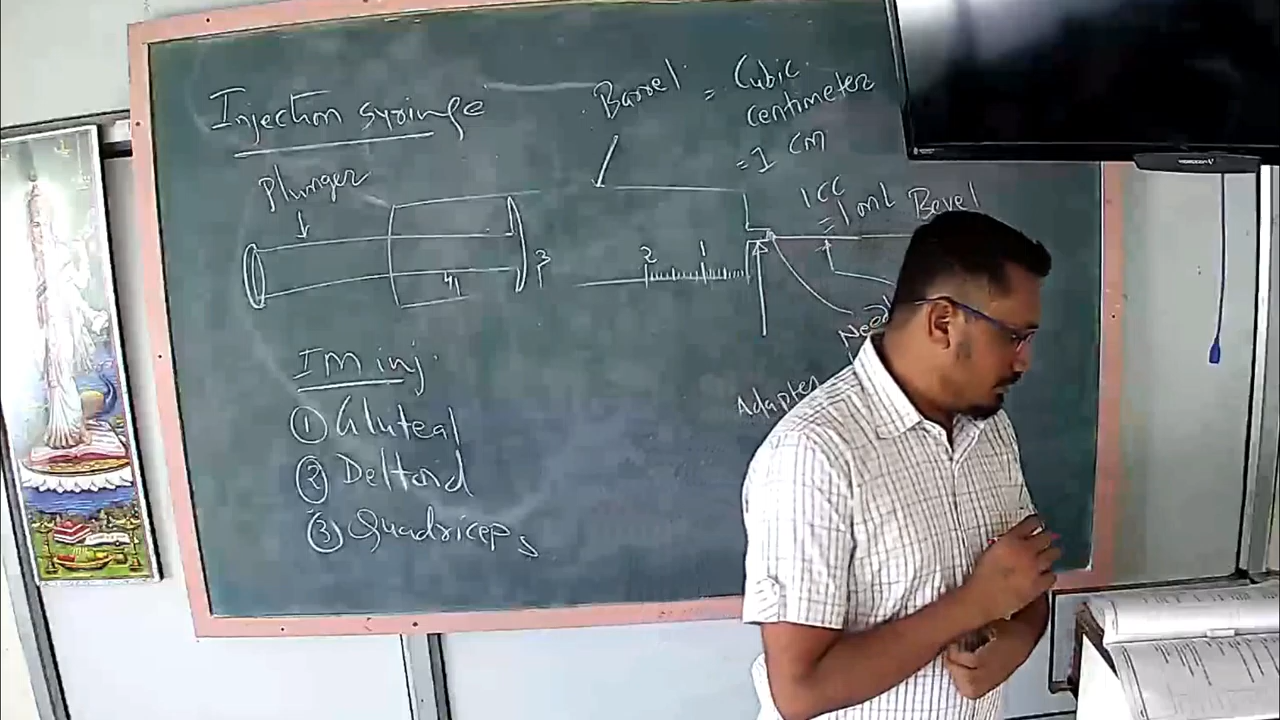 Injection syringe
Barrel = Cubic
centimeter
= 1 cm
1CC
= 1 mL
Bevel
Plunger
2 1
3
4
Adapter
IM inj.
① Gluteal
② Deltoid
③ Quadriceps